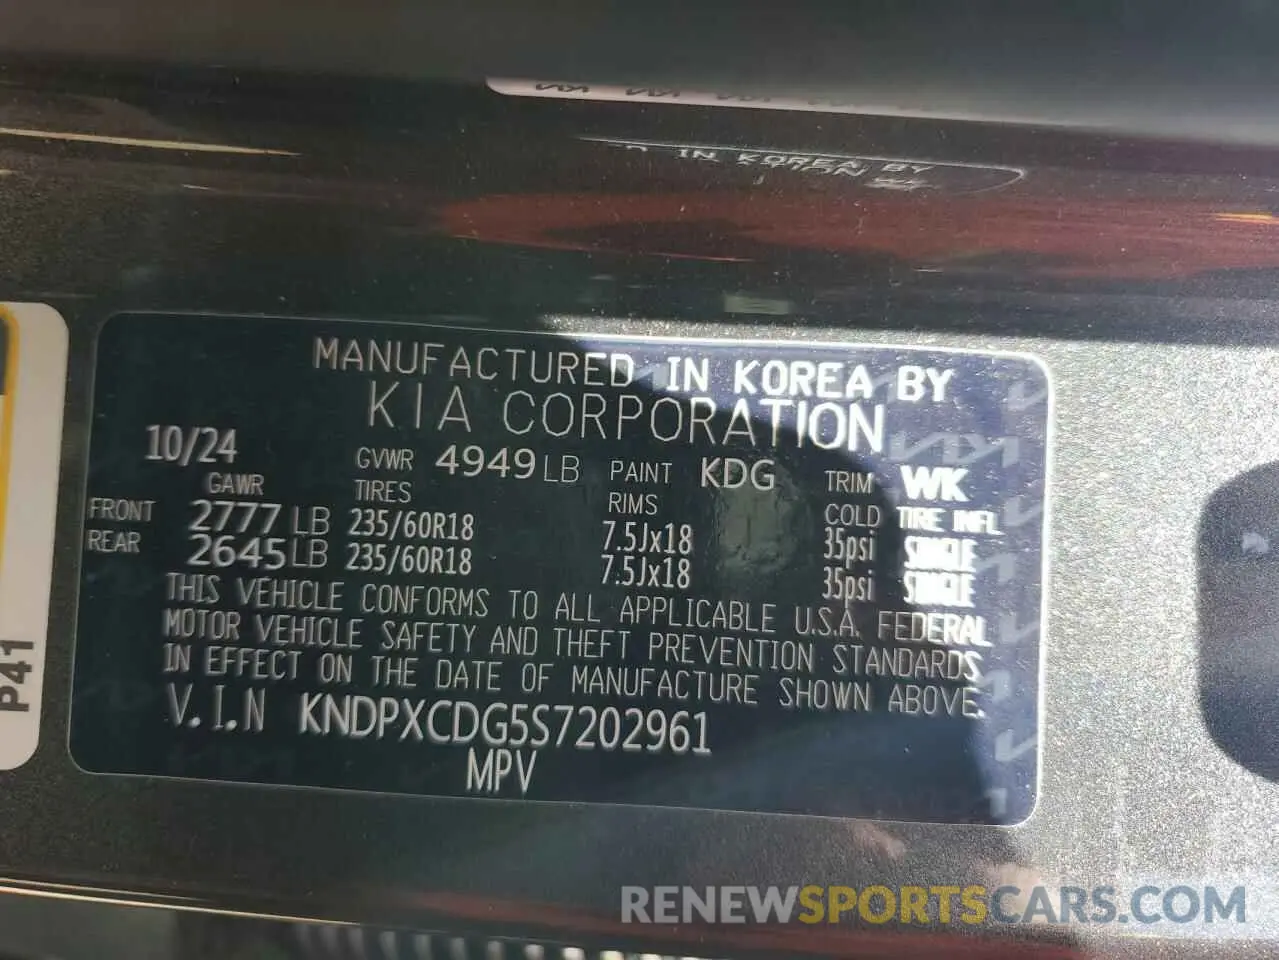 IN KOREA BY
MANUFACTURED IN KOREA BY
KIA CORPORATION
10/24 GVWR 4949 LB PAINT KDG TRIM WK
GAWR TIRES RIMS COLD TIRE INFL
FRONT 2777 LB 235/60R18 7.5Jx18 35psi SINGLE
REAR 2645 LB 235/60R18 7.5Jx18 35psi SINGLE
THIS VEHICLE CONFORMS TO ALL APPLICABLE U.S.A. FEDERAL
MOTOR VEHICLE SAFETY AND THEFT PREVENTION STANDARDS
IN EFFECT ON THE DATE OF MANUFACTURE SHOWN ABOVE.
V.I.N KNDPXCDG5S7202961
MPV
P41
RENEWSPORTSCARS.COM